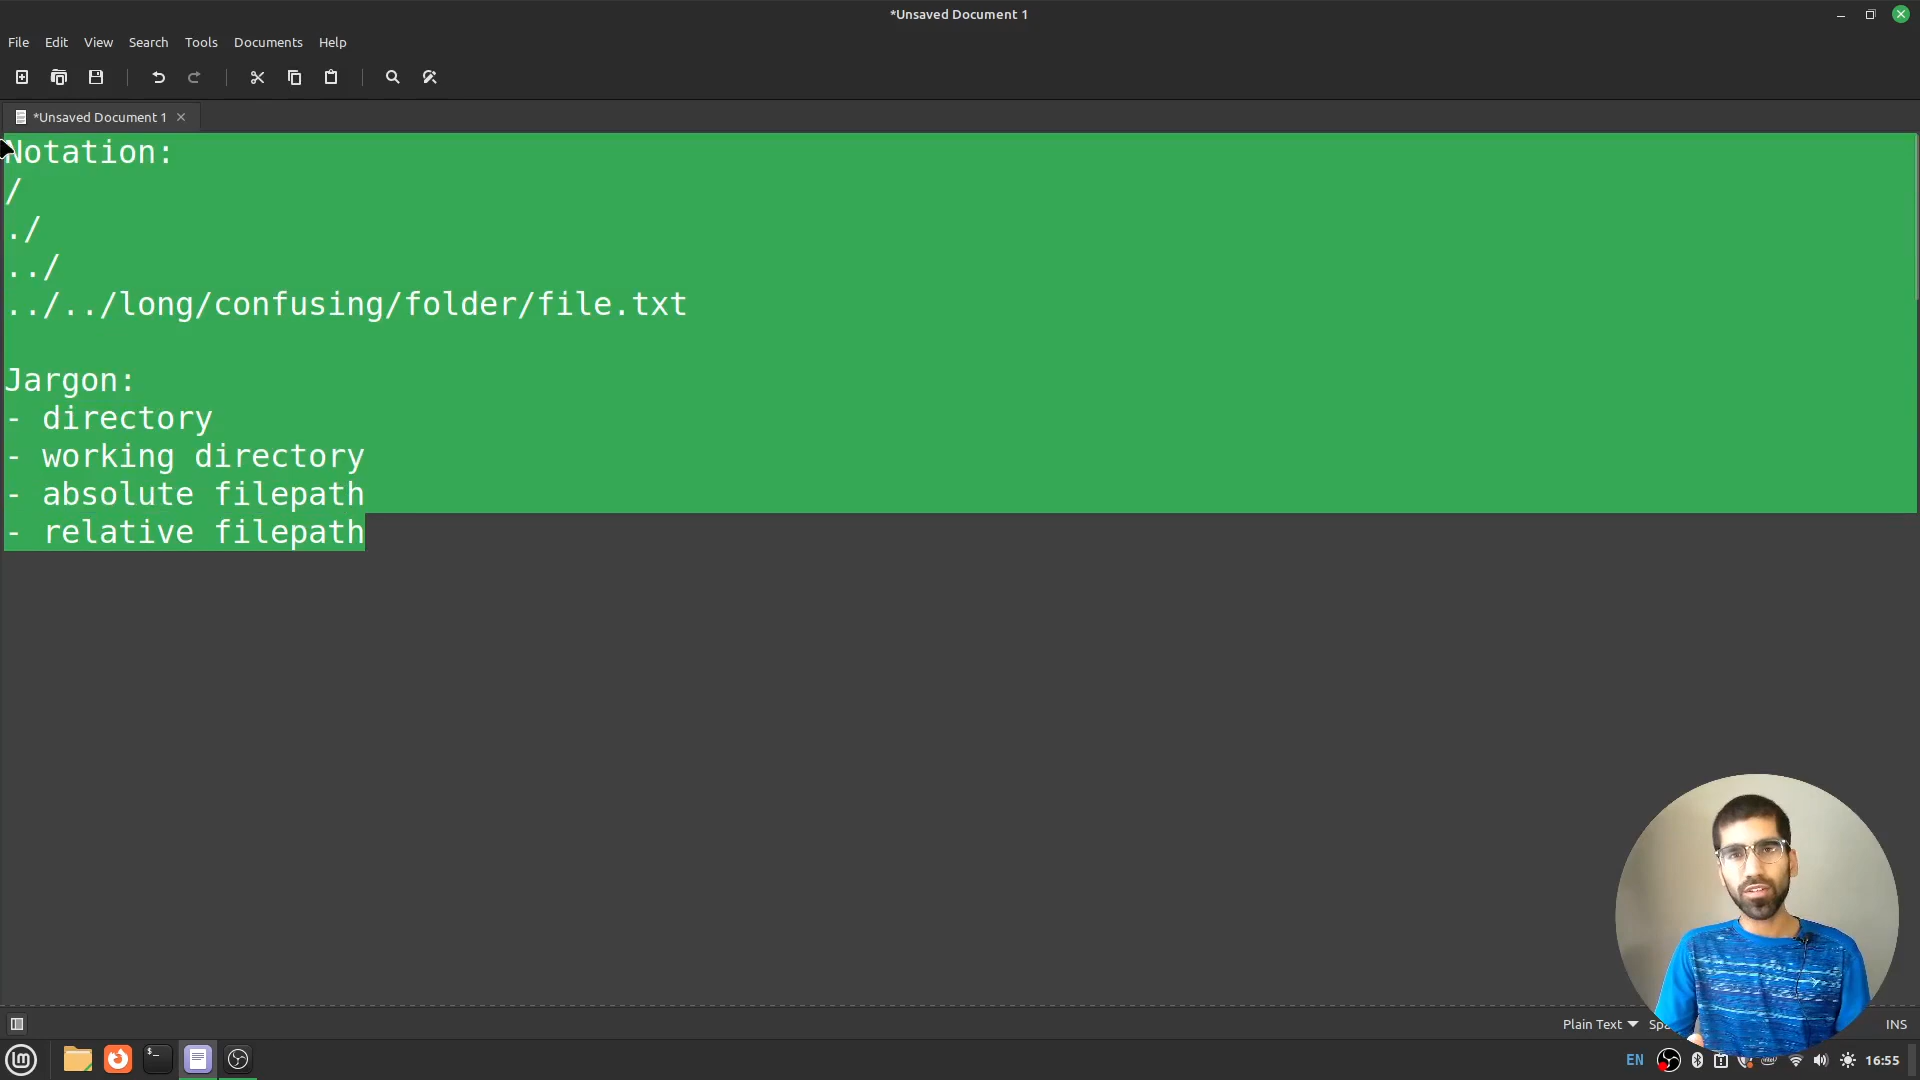 *Unsaved Document 1
File Edit View Search Tools Documents Help
*Unsaved Document 1
Notation:
/
./
../
../../long/confusing/folder/file.txt
Jargon:
- directory
- working directory
- absolute filepath
- relative filepath
Plain Text
INS
EN
16:55